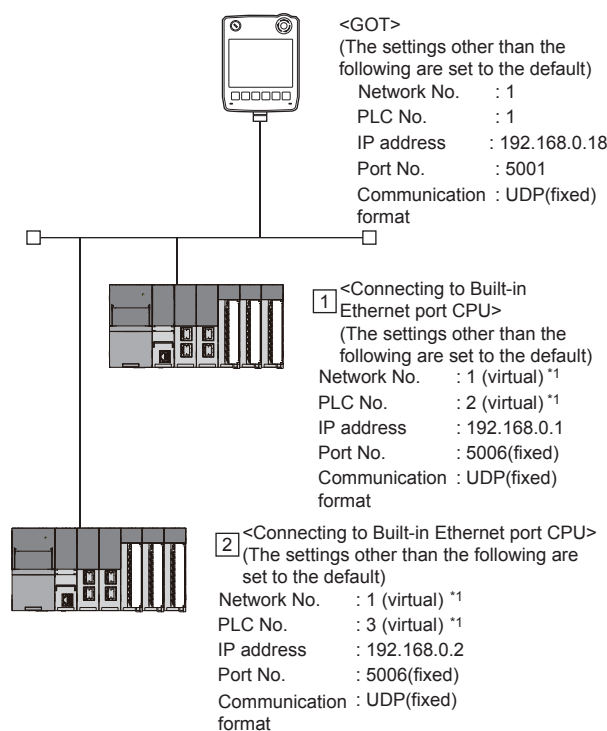 <GOT>
(The settings other than the
following are set to the default)
Network No. : 1
PLC No. : 1
IP address : 192.168.0.18
Port No. : 5001
Communication : UDP(fixed)
format
1
<Connecting to Built-in
Ethernet port CPU>
(The settings other than the
following are set to the default)
Network No. : 1 (virtual) *1
PLC No. : 2 (virtual) *1
IP address : 192.168.0.1
Port No. : 5006(fixed)
Communication : UDP(fixed)
format
2
<Connecting to Built-in Ethernet port CPU>
(The settings other than the following are
set to the default)
Network No. : 1 (virtual) *1
PLC No. : 3 (virtual) *1
IP address : 192.168.0.2
Port No. : 5006(fixed)
Communication : UDP(fixed)
format